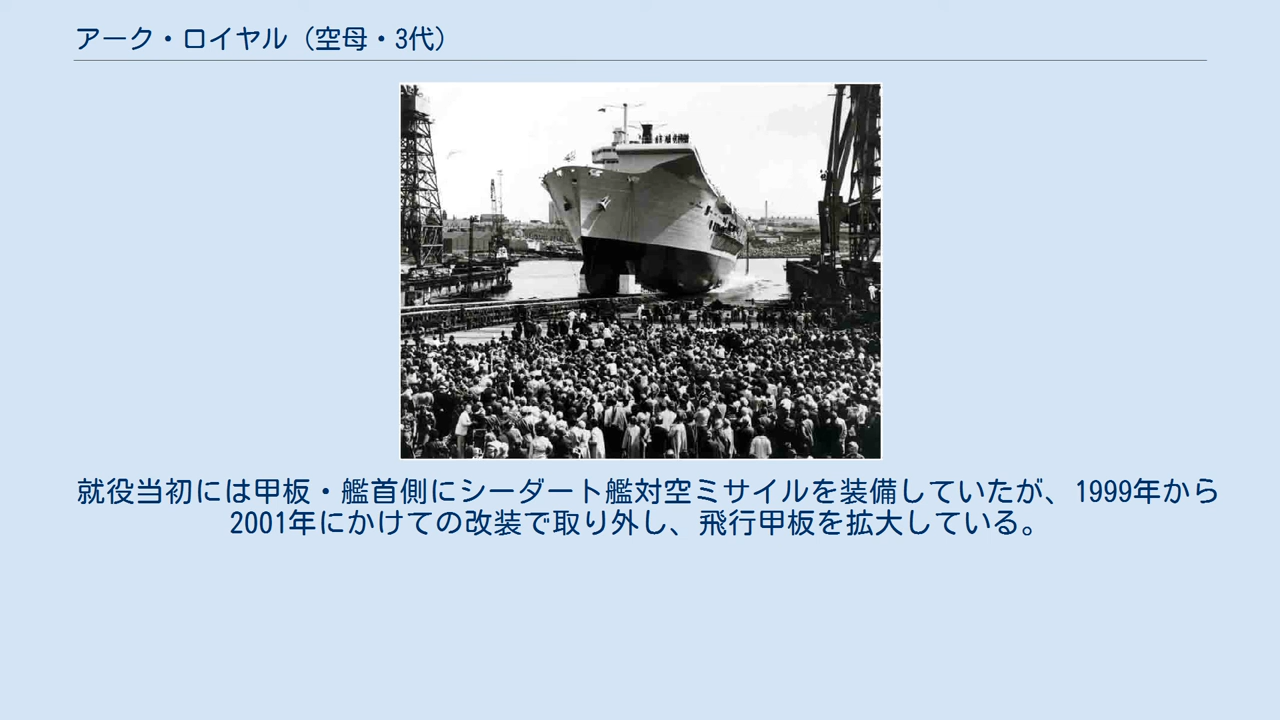 アーク・ロイヤル（空母・3代）
就役当初には甲板・艦首側にシーダート艦対空ミサイルを装備していたが、1999年から
2001年にかけての改装で取り外し、飛行甲板を拡大している。